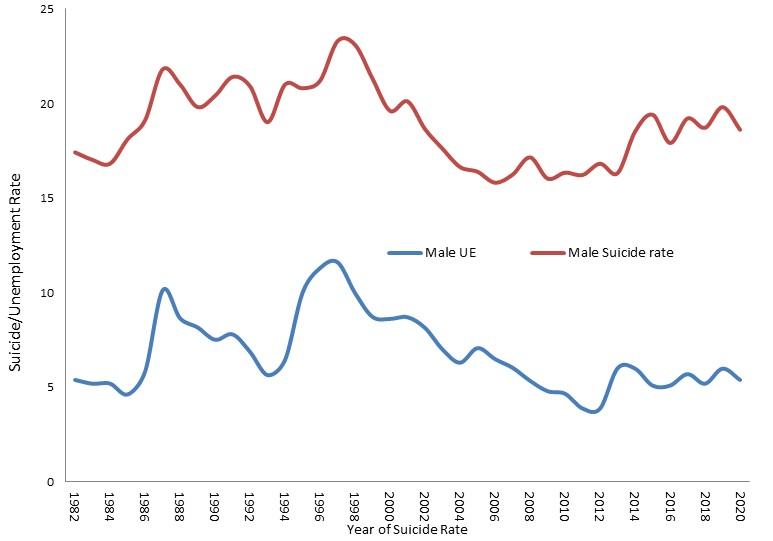 25
20
15
10
5
0
Suicide/Unemployment Rate
Male UE
Male Suicide rate
1982 1984 1986 1988 1990 1992 1994 1996 1998 2000 2002 2004 2006 2008 2010 2012 2014 2016 2018 2020
Year of Suicide Rate